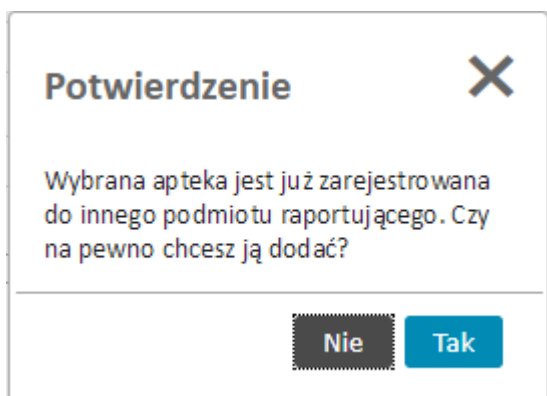 Potwierdzenie
Wybrana apteka jest już zarejestrowana
do innego podmiotu raportującego. Czy
na pewno chcesz ją dodać?
Nie Tak